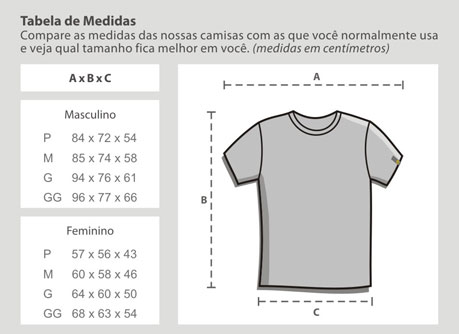 Tabela de Medidas
Compare as medidas das nossas camisas com as que você normalmente usa
e veja qual tamanho fica melhor em você. (medidas em centímetros)
A x B x C
Masculino
P 84 x 72 x 54
M 85 x 74 x 58
G 94 x 76 x 61
GG 96 x 77 x 66
Feminino
P 57 x 56 x 43
M 60 x 58 x 46
G 64 x 60 x 50
GG 68 x 63 x 54
A
B
C